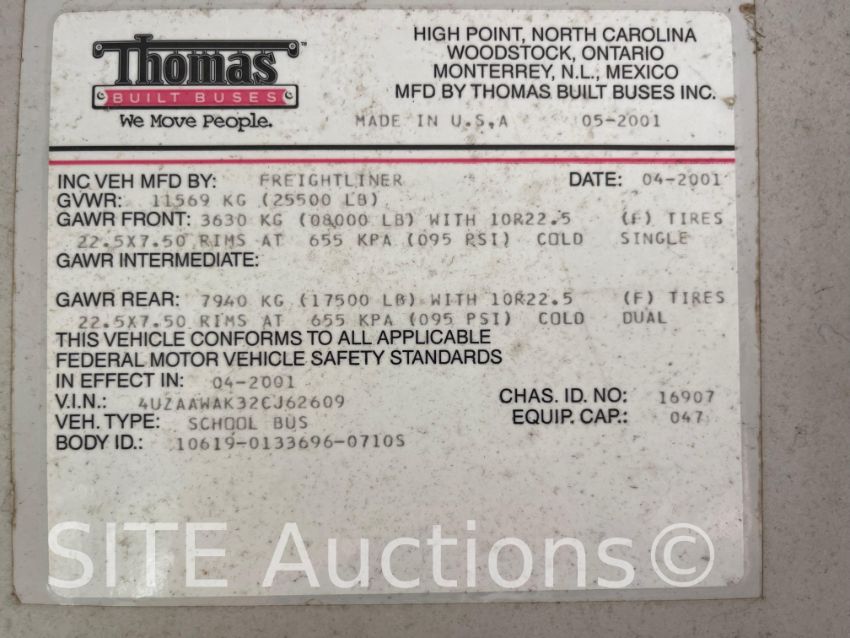 Thomas™
BUILT BUSES
We Move People.
HIGH POINT, NORTH CAROLINA
WOODSTOCK, ONTARIO
MONTERREY, N.L., MEXICO
MFD BY THOMAS BUILT BUSES INC.
MADE IN U.S.A 05-2001
INC VEH MFD BY: FREIGHTLINER DATE: 04-2001
GVWR: 11569 KG (25500 LB)
GAWR FRONT: 3630 KG (08000 LB) WITH 10R22.5 (F) TIRES
22.5X7.50 RIMS AT 655 KPA (095 PSI) COLD SINGLE
GAWR INTERMEDIATE:
GAWR REAR: 7940 KG (17500 LB) WITH 10R22.5 (F) TIRES
22.5X7.50 RIMS AT 655 KPA (095 PSI) COLD DUAL
THIS VEHICLE CONFORMS TO ALL APPLICABLE
FEDERAL MOTOR VEHICLE SAFETY STANDARDS
IN EFFECT IN: 04-2001
V.I.N.: 4UZAAWAK32CJ62609 CHAS. ID. NO: 16907
VEH. TYPE: SCHOOL BUS EQUIP. CAP.: 047
BODY ID.: 10619-0133696-0710S
SITE Auctions©